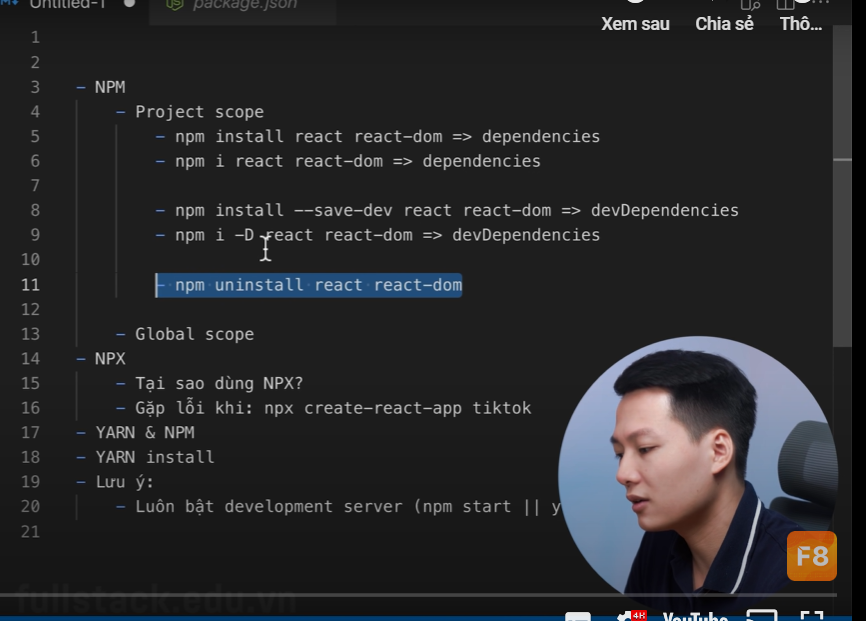 Untitled-1
package.json
Xem sau Chia sẻ Thô...
1
2
3 - NPM
4 - Project scope
5 - npm install react react-dom => dependencies
6 - npm i react react-dom => dependencies
7
8 - npm install --save-dev react react-dom => devDependencies
9 - npm i -D react react-dom => devDependencies
10
11 - npm uninstall react react-dom
12
13 - Global scope
14 - NPX
15 - Tại sao dùng NPX?
16 - Gặp lỗi khi: npx create-react-app tiktok
17 - YARN & NPM
18 - YARN install
19 - Lưu ý:
20 - Luôn bật development server (npm start || y
21
F8
fullstack.edu.vn
4K
YouTube